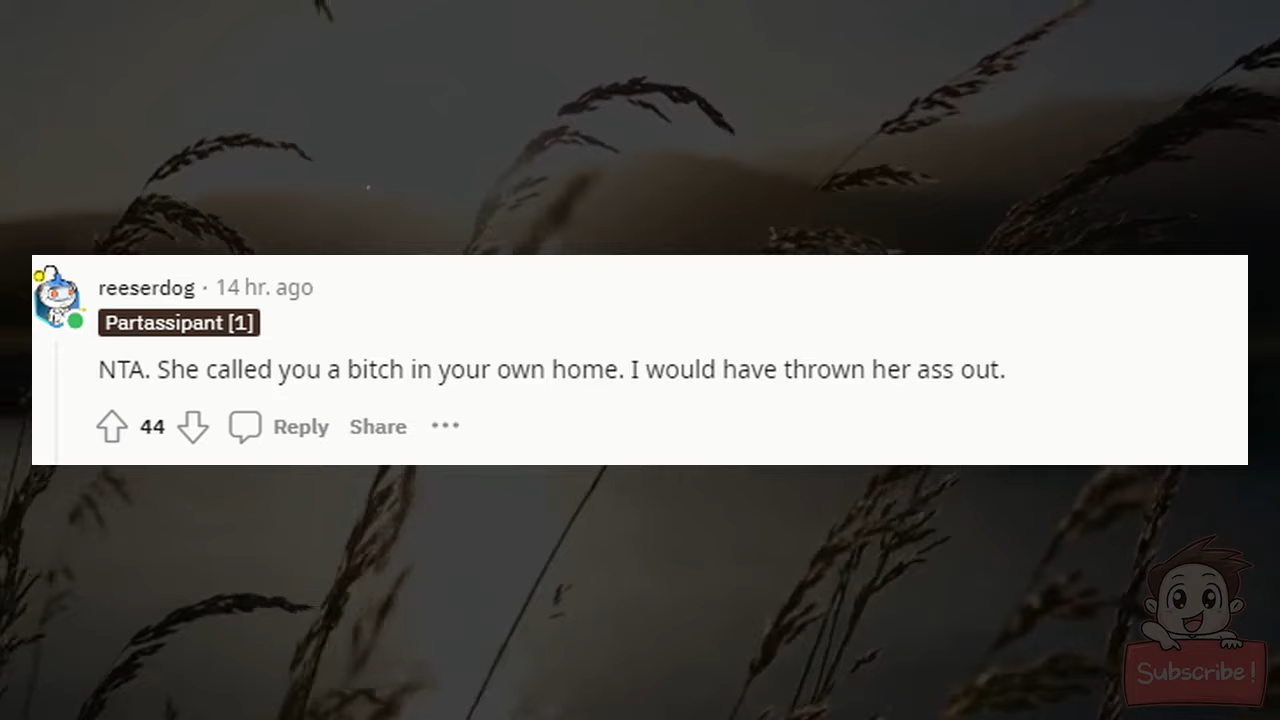 reeserdog · 14 hr. ago
Partassipant [1]
NTA. She called you a bitch in your own home. I would have thrown her ass out.
44 Reply Share •••
Subscribe!